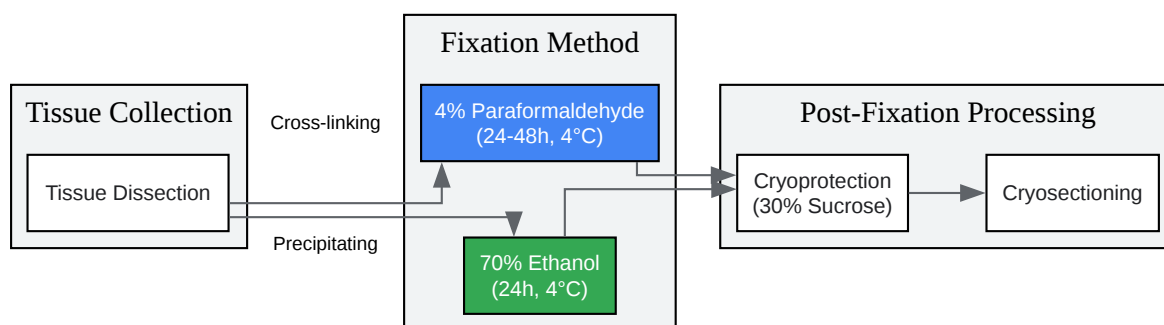 Tissue Collection
Tissue Dissection
Cross-linking
Precipitating
Fixation Method
4% Paraformaldehyde
(24-48h, 4°C)
70% Ethanol
(24h, 4°C)
Post-Fixation Processing
Cryoprotection
(30% Sucrose)
Cryosectioning